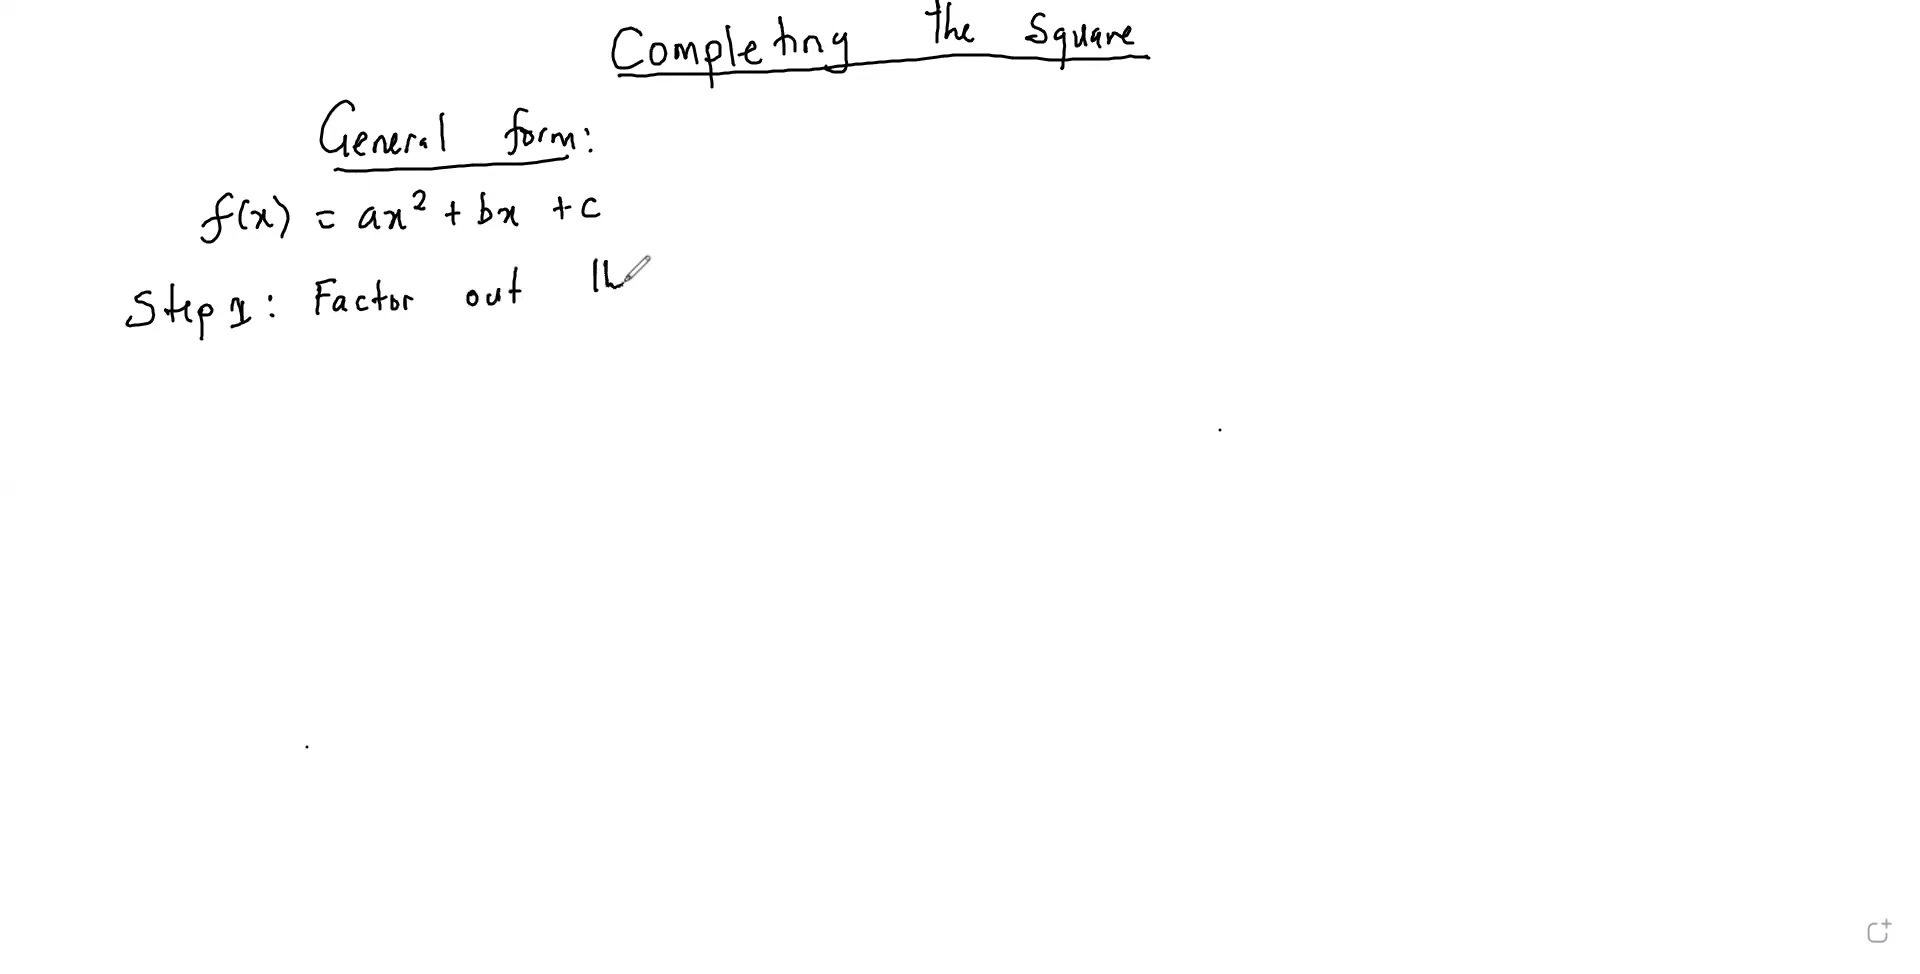 Completing the Square
General form:
f(x) = ax² + bx + c
Step 1: Factor out